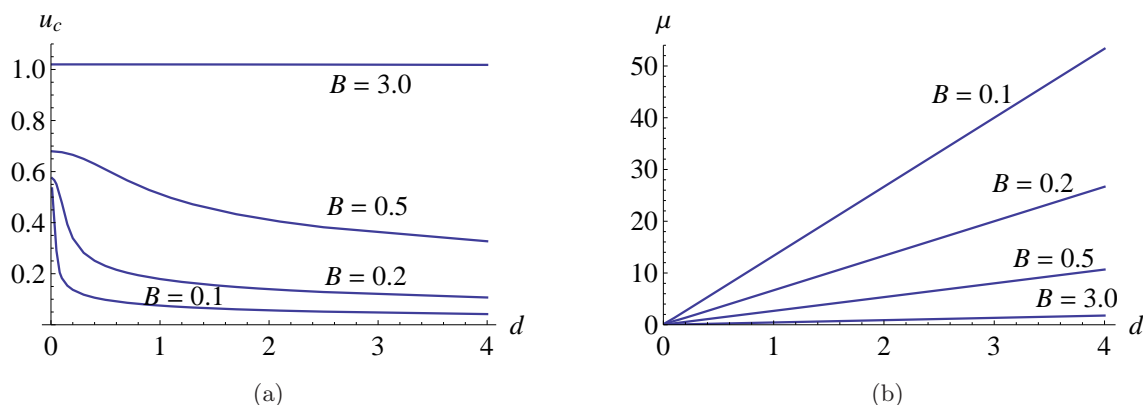 u_c
1.0
0.8
0.6
0.4
0.2
B = 3.0
B = 0.5
B = 0.2
B = 0.1
0 1 2 3 4 d
(a)
μ
50
40
30
20
10
0
B = 0.1
B = 0.2
B = 0.5
B = 3.0
0 1 2 3 4 d
(b)